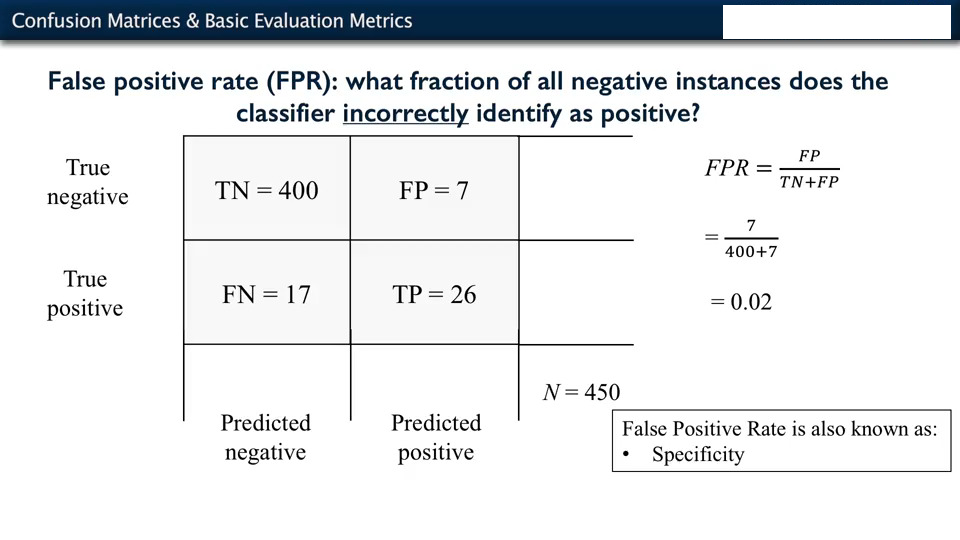 Confusion Matrices & Basic Evaluation Metrics
False positive rate (FPR): what fraction of all negative instances does the
classifier incorrectly identify as positive?
True
negative
TN = 400
FP = 7
True
positive
FN = 17
TP = 26
N = 450
Predicted
negative
Predicted
positive
FPR = FP / TN+FP
= 7 / 400+7
= 0.02
False Positive Rate is also known as:
• Specificity